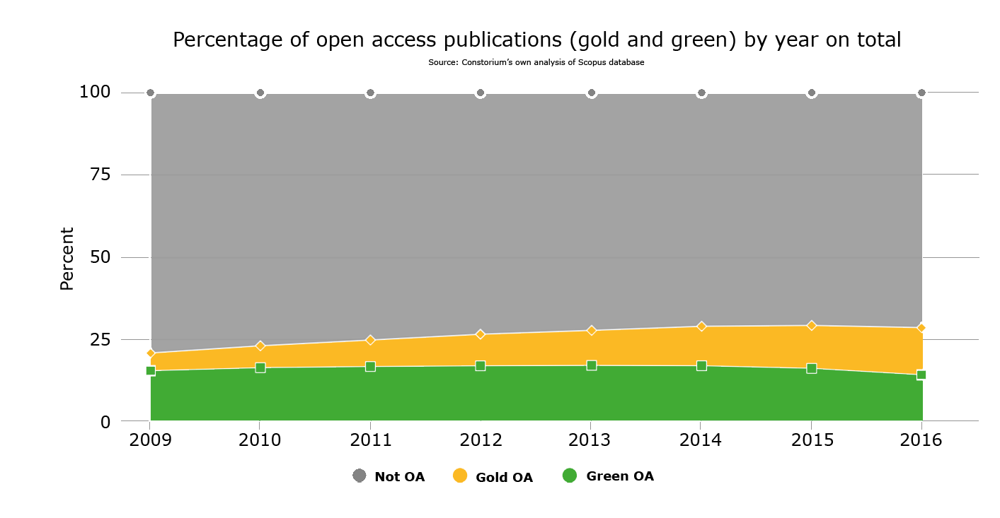 Percentage of open access publications (gold and green) by year on total
Source: Constorium's own analysis of Scopus database
100
75
50
25
0
Percent
2009 2010 2011 2012 2013 2014 2015 2016
Not OA Gold OA Green OA